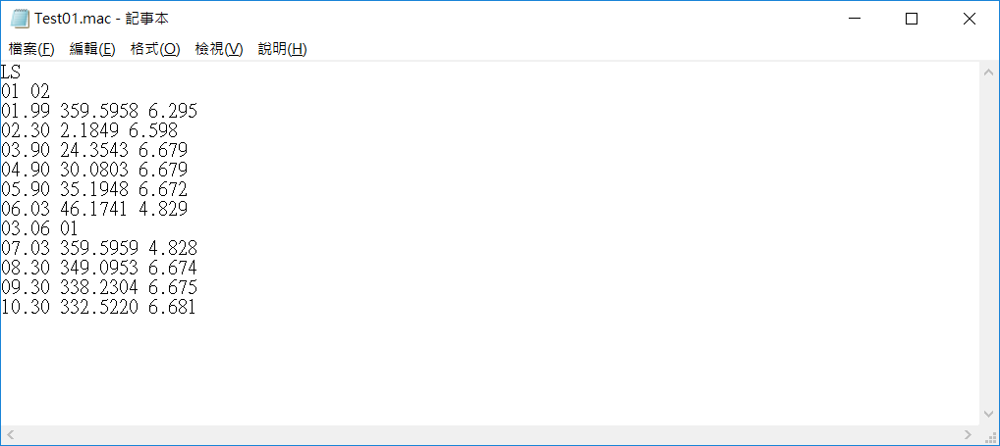 Test01.mac - 記事本
檔案(F) 編輯(E) 格式(O) 檢視(V) 說明(H)
LS
01 02
01.99 359.5958 6.295
02.30 2.1849 6.598
03.90 24.3543 6.679
04.90 30.0803 6.679
05.90 35.1948 6.672
06.03 46.1741 4.829
03.06 01
07.03 359.5959 4.828
08.30 349.0953 6.674
09.30 338.2304 6.675
10.30 332.5220 6.681